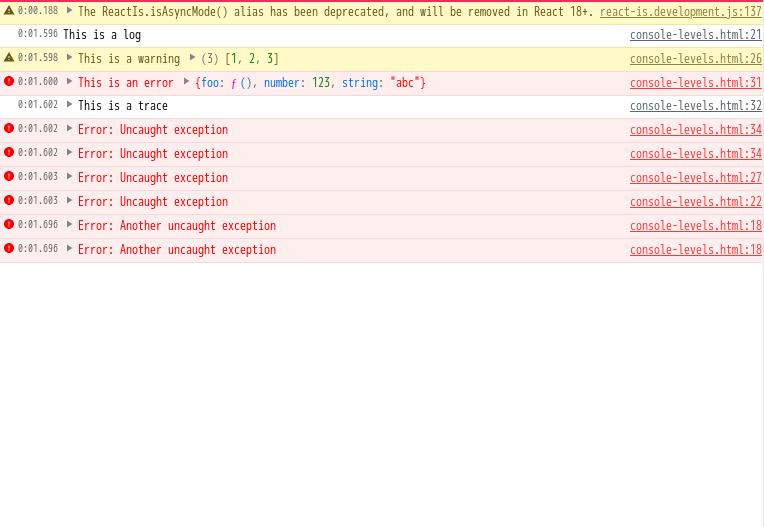 0:00.188 The ReactIs.isAsyncMode() alias has been deprecated, and will be removed in React 18+. react-is.development.js:137
0:01.596 This is a log console-levels.html:21
0:01.598 This is a warning (3) [1, 2, 3] console-levels.html:26
0:01.600 This is an error {foo: ƒ (), number: 123, string: "abc"} console-levels.html:31
0:01.602 This is a trace console-levels.html:32
0:01.602 Error: Uncaught exception console-levels.html:34
0:01.602 Error: Uncaught exception console-levels.html:34
0:01.603 Error: Uncaught exception console-levels.html:27
0:01.603 Error: Uncaught exception console-levels.html:22
0:01.696 Error: Another uncaught exception console-levels.html:18
0:01.696 Error: Another uncaught exception console-levels.html:18